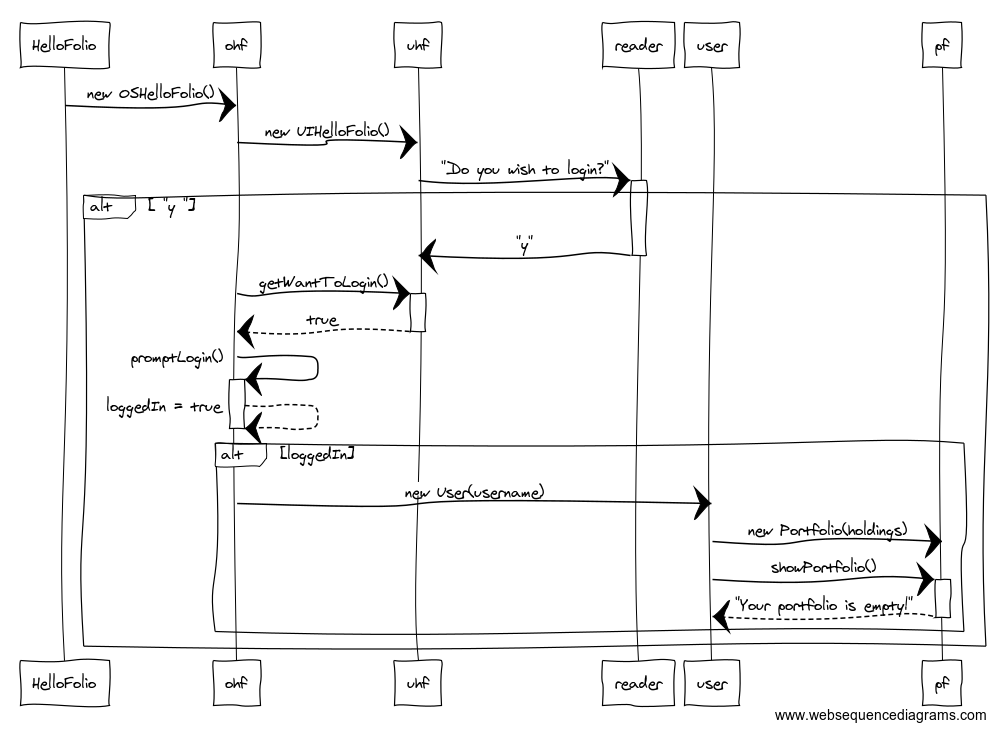 HelloFolio ohf uhf reader user pf
new OSHelloFolio()
new UIHelloFolio()
"Do you wish to login?"
alt [ "y "]
"y"
getWantToLogin()
true
promptLogin()
loggedIn = true
alt [loggedIn]
new User(username)
new Portfolio(holdings)
showPortfolio()
"Your portfolio is empty!"
HelloFolio ohf uhf reader user pf
www.websequencediagrams.com